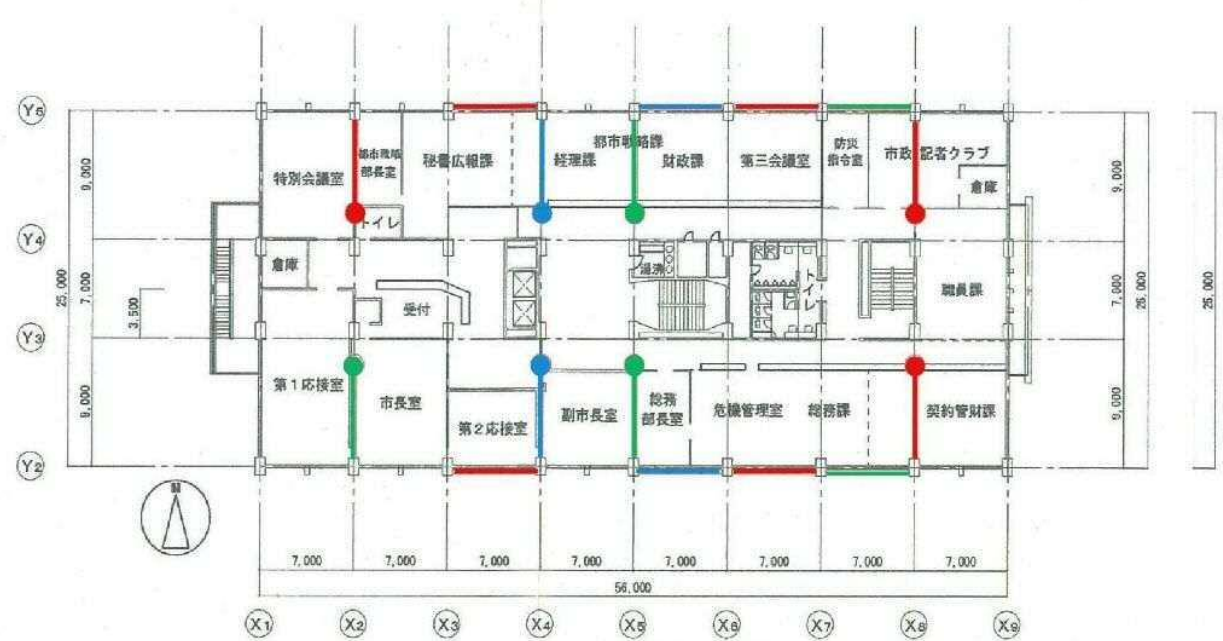 Y5
特別会議室
都市戦略
部長室
秘書広報課
都市戦略課
経理課
財政課
第三会議室
防災
指令室
市政記者クラブ
倉庫
9,000
9,000
トイレ
Y4
倉庫
湯沸
トイレ
職員課
受付
25,000
7,000
3,500
7,000
25,000
25,000
Y3
第1応接室
市長室
第2応接室
副市長室
総務
部長室
危機管理室
総務課
契約管財課
9,000
9,000
Y2
N
7,000
7,000
7,000
7,000
7,000
7,000
7,000
7,000
56,000
X1
X2
X3
X4
X5
X6
X7
X8
X9